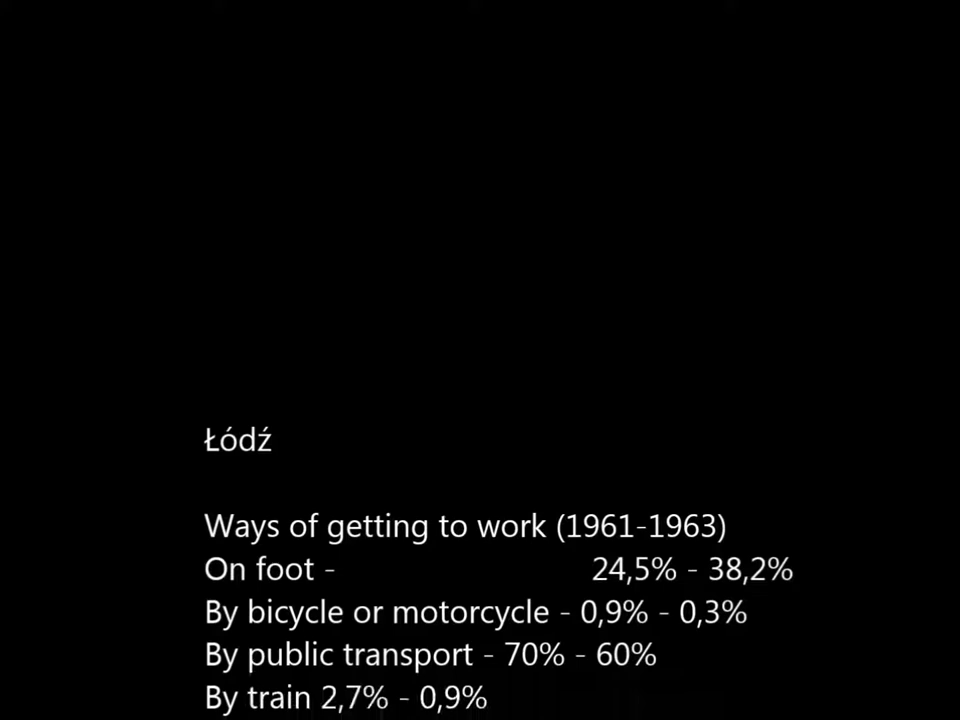 Łódź
Ways of getting to work (1961-1963)
On foot - 24,5% - 38,2%
By bicycle or motorcycle - 0,9% - 0,3%
By public transport - 70% - 60%
By train 2,7% - 0,9%